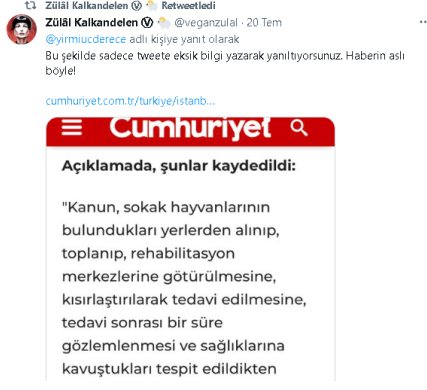 Zülâl Kalkandelen Ⓥ Retweetledi
Zülâl Kalkandelen Ⓥ @veganzulal · 20 Tem
@yirmiucderece adlı kişiye yanıt olarak
Bu şekilde sadece tweete eksik bilgi yazarak yanıltıyorsunuz. Haberin aslı
böyle!
cumhuriyet.com.tr/turkiye/istanb...
Cumhuriyet
Açıklamada, şunlar kaydedildi:
"Kanun, sokak hayvanlarının
bulundukları yerlerden alınıp,
toplanıp, rehabilitasyon
merkezlerine götürülmesine,
kısırlaştırılarak tedavi edilmesine,
tedavi sonrası bir süre
gözlemlenmesi ve sağlıklarına
kavuştukları tespit edildikten